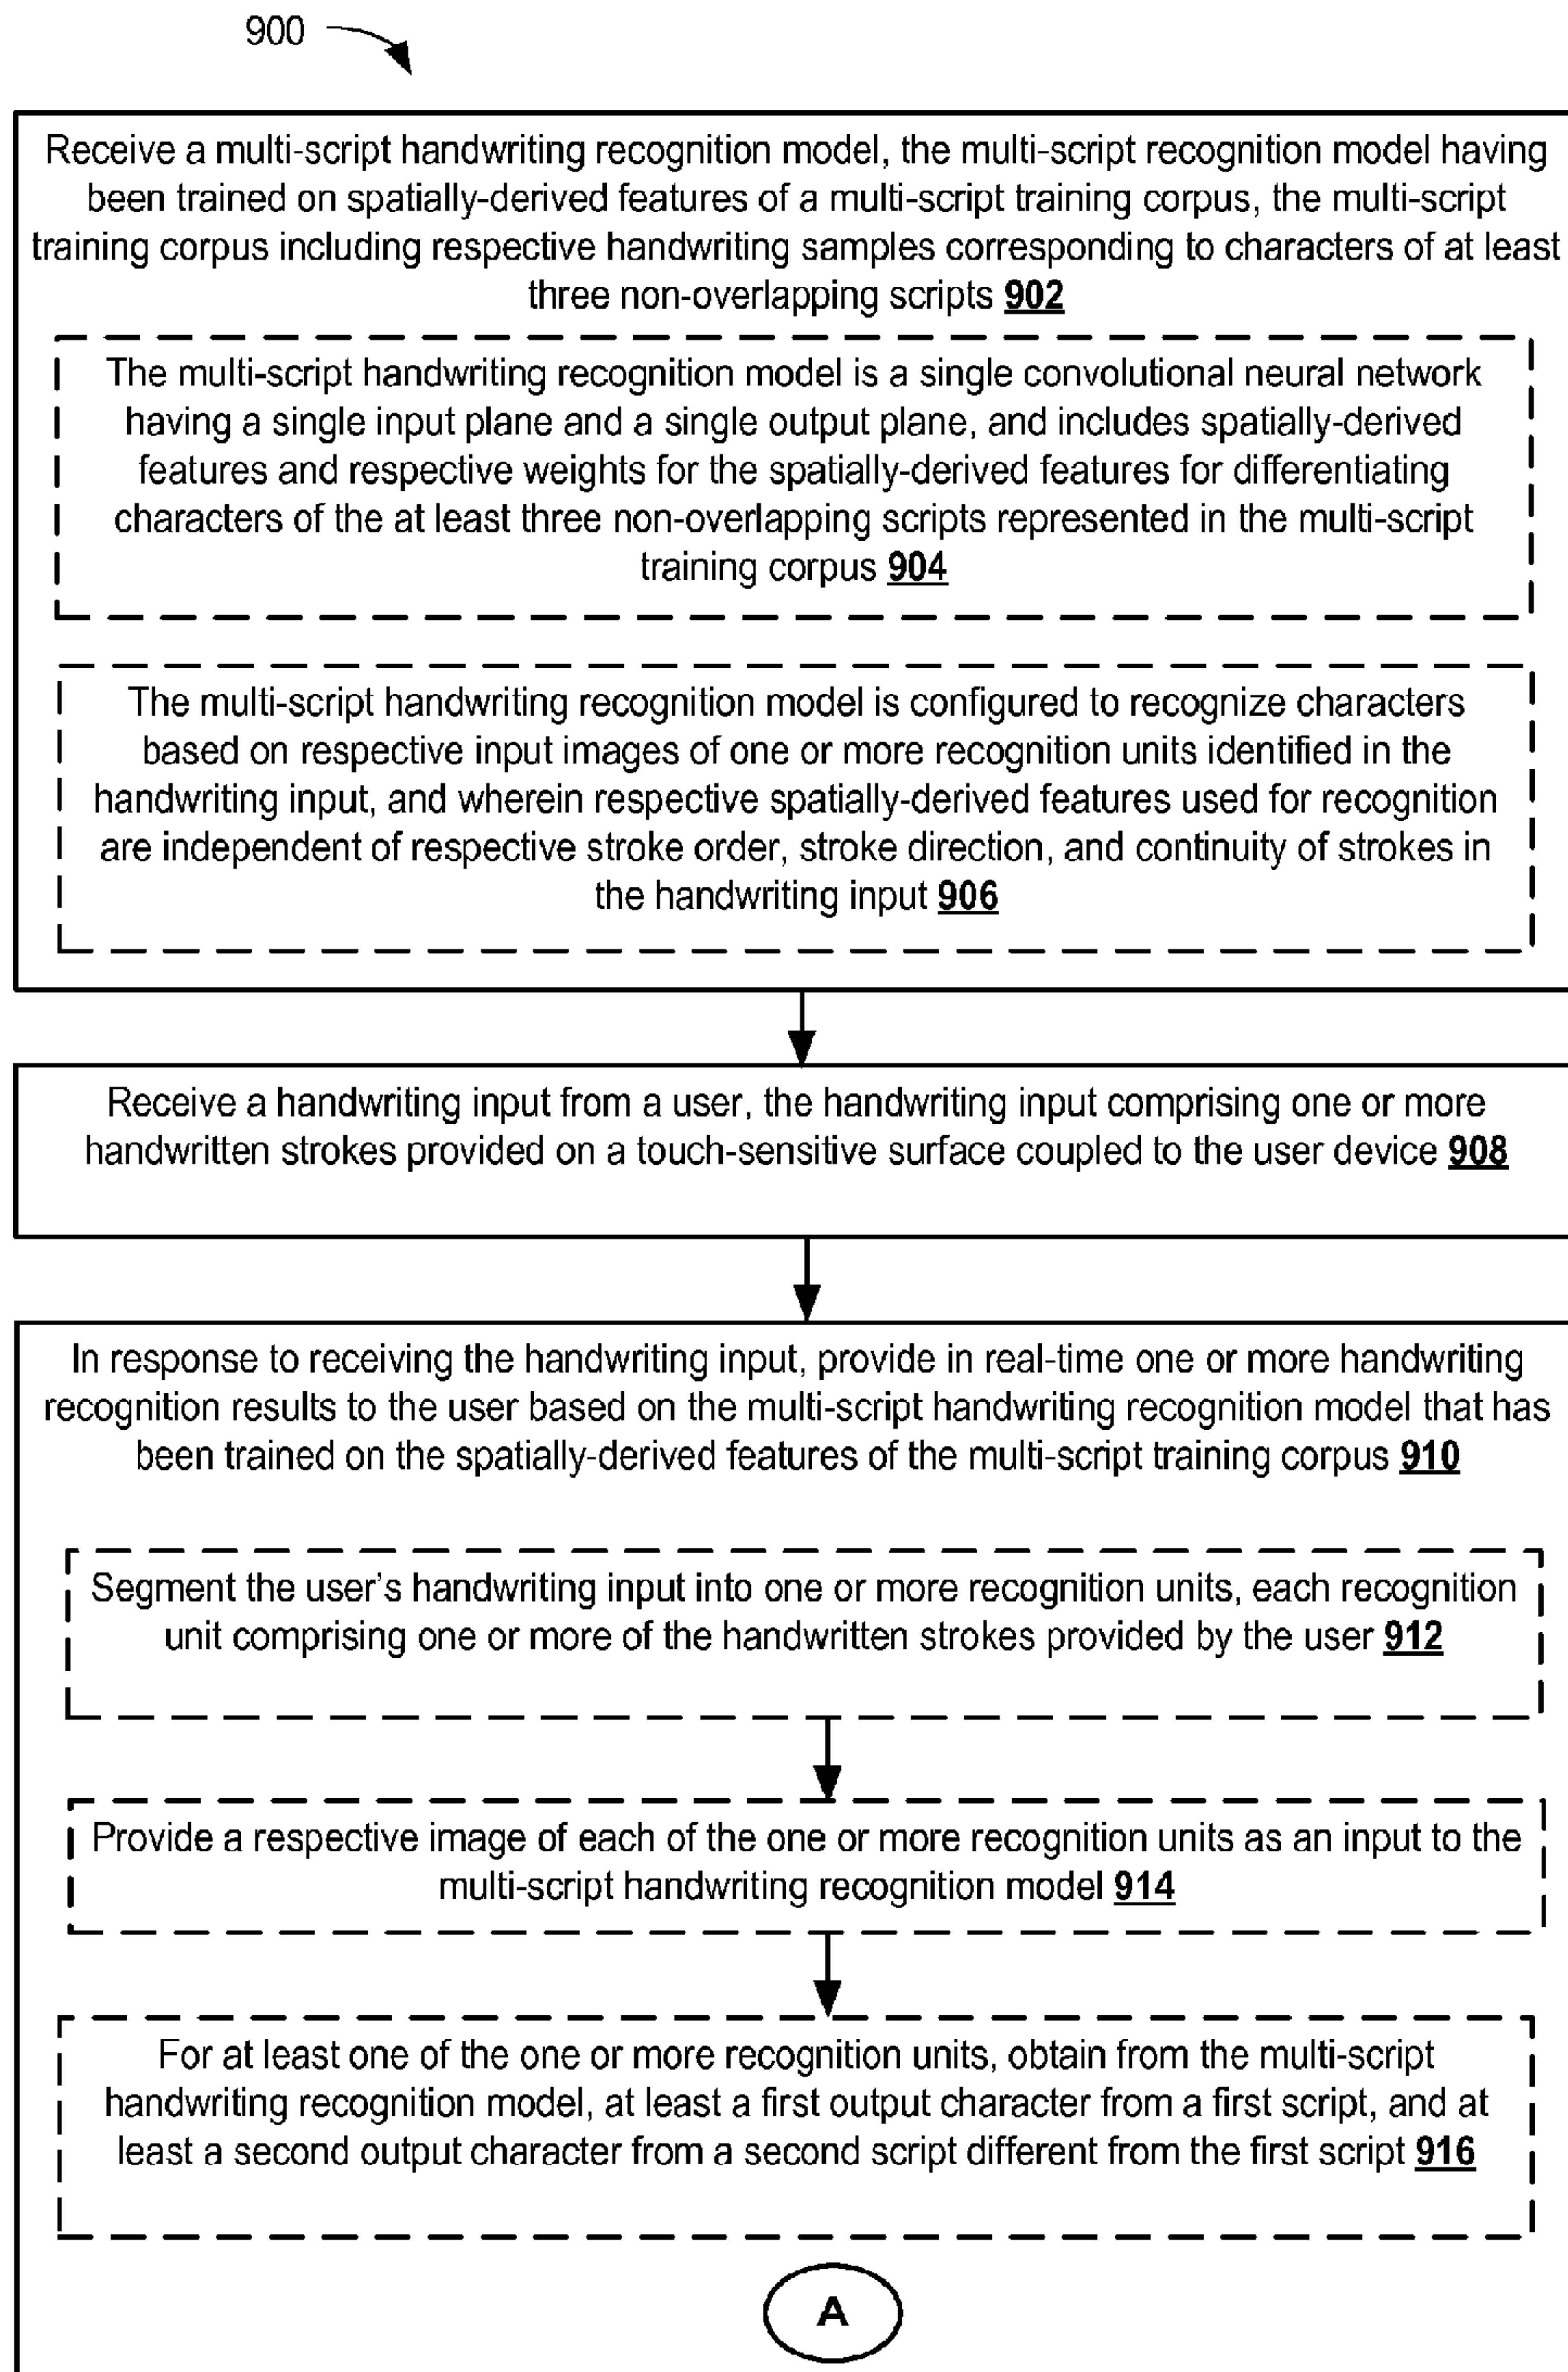 900
Receive a multi-script handwriting recognition model, the multi-script recognition model having
been trained on spatially-derived features of a multi-script training corpus, the multi-script
training corpus including respective handwriting samples corresponding to characters of at least
three non-overlapping scripts 902
The multi-script handwriting recognition model is a single convolutional neural network
having a single input plane and a single output plane, and includes spatially-derived
features and respective weights for the spatially-derived features for differentiating
characters of the at least three non-overlapping scripts represented in the multi-script
training corpus 904
The multi-script handwriting recognition model is configured to recognize characters
based on respective input images of one or more recognition units identified in the
handwriting input, and wherein respective spatially-derived features used for recognition
are independent of respective stroke order, stroke direction, and continuity of strokes in
the handwriting input 906
Receive a handwriting input from a user, the handwriting input comprising one or more
handwritten strokes provided on a touch-sensitive surface coupled to the user device 908
In response to receiving the handwriting input, provide in real-time one or more handwriting
recognition results to the user based on the multi-script handwriting recognition model that has
been trained on the spatially-derived features of the multi-script training corpus 910
Segment the user's handwriting input into one or more recognition units, each recognition
unit comprising one or more of the handwritten strokes provided by the user 912
Provide a respective image of each of the one or more recognition units as an input to the
multi-script handwriting recognition model 914
For at least one of the one or more recognition units, obtain from the multi-script
handwriting recognition model, at least a first output character from a first script, and at
least a second output character from a second script different from the first script 916
A